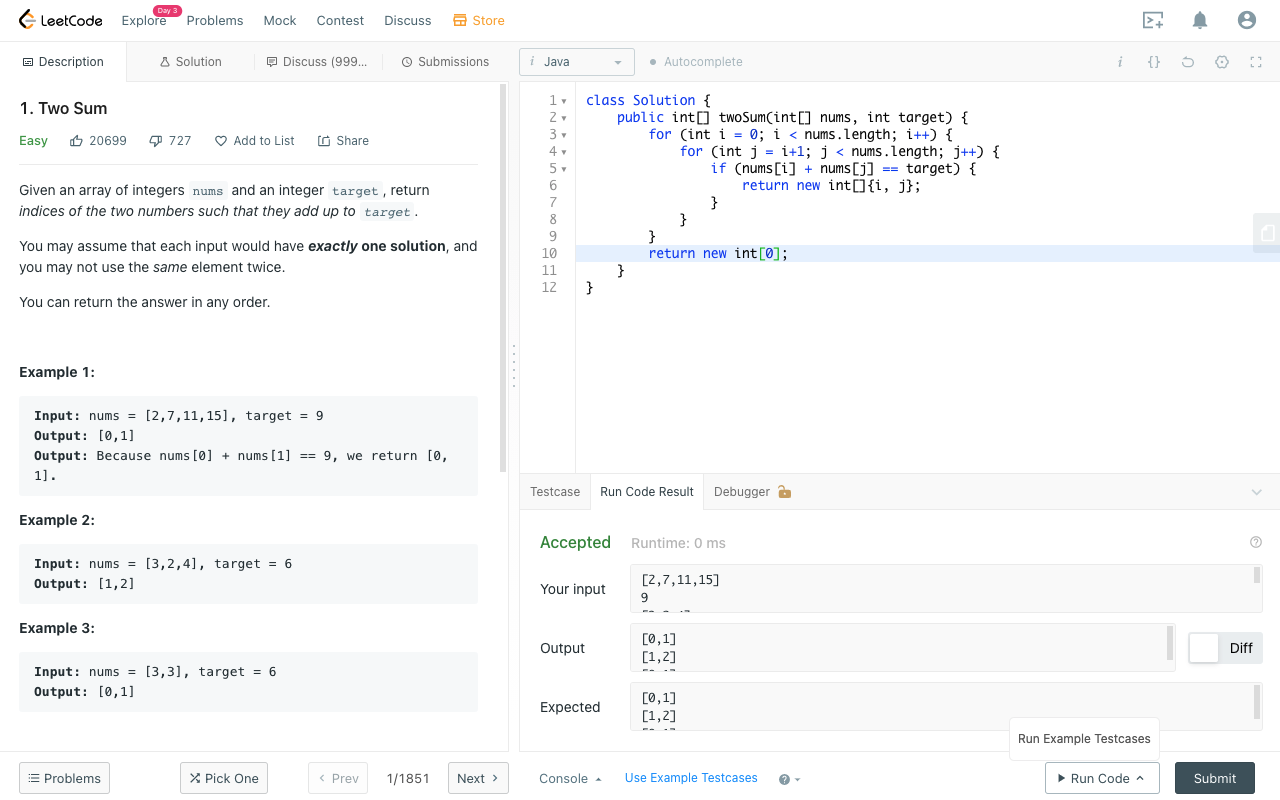 LeetCode
Explore
Day 3
Problems
Mock
Contest
Discuss
Store
Description
Solution
Discuss (999...
Submissions
i Java
Autocomplete
i
{}
1. Two Sum
Easy
20699
727
Add to List
Share
Given an array of integers nums and an integer target, return
indices of the two numbers such that they add up to target.
You may assume that each input would have exactly one solution, and
you may not use the same element twice.
You can return the answer in any order.
Example 1:
Input: nums = [2,7,11,15], target = 9
Output: [0,1]
Output: Because nums[0] + nums[1] == 9, we return [0,
1].
Example 2:
Input: nums = [3,2,4], target = 6
Output: [1,2]
Example 3:
Input: nums = [3,3], target = 6
Output: [0,1]
1 class Solution {
2 public int[] twoSum(int[] nums, int target) {
3 for (int i = 0; i < nums.length; i++) {
4 for (int j = i+1; j < nums.length; j++) {
5 if (nums[i] + nums[j] == target) {
6 return new int[]{i, j};
7 }
8 }
9 }
10 return new int[0];
11 }
12 }
Testcase
Run Code Result
Debugger
Accepted
Runtime: 0 ms
Your input
[2,7,11,15]
9
Output
[0,1]
[1,2]
Diff
Expected
[0,1]
[1,2]
Run Example Testcases
Problems
Pick One
Prev
1/1851
Next
Console
Use Example Testcases
Run Code
Submit